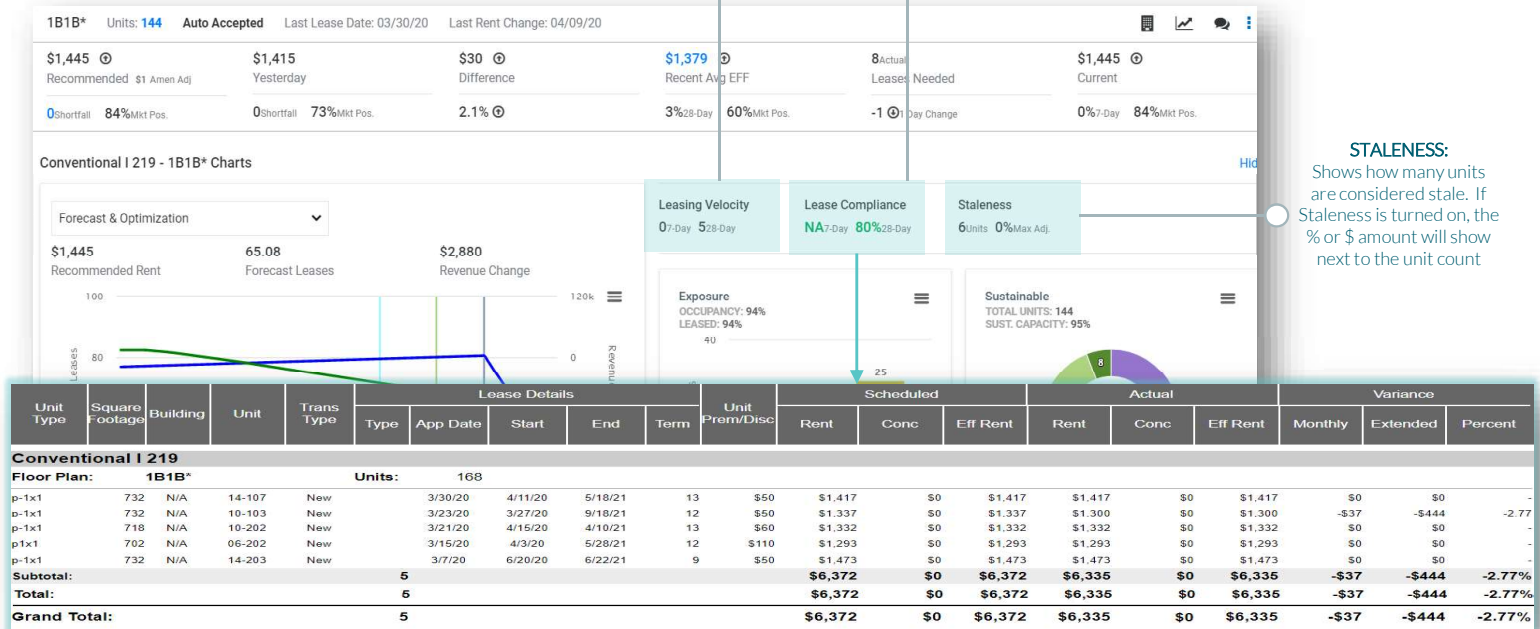 1B1B* Units: 144 Auto Accepted Last Lease Date: 03/30/20 Last Rent Change: 04/09/20
$1,445 $1,415 $30 $1,379 8Actual $1,445
Recommended $1 Amen Adj Yesterday Difference Recent Avg EFF Leases Needed Current
0Shortfall 84%Mkt Pos. 0Shortfall 73%Mkt Pos. 2.1% 3%28-Day 60%Mkt Pos. -1 Day Change 0%7-Day 84%Mkt Pos.
Conventional I 219 - 1B1B* Charts Hid
Forecast & Optimization
$1,445 65.08 $2,880
Recommended Rent Forecast Leases Revenue Change
100 120k
80 0
Leases
Revenu
Leasing Velocity
07-Day 528-Day
Lease Compliance
NA7-Day 80%28-Day
Staleness
6Units 0%Max Adj.
Exposure
OCCUPANCY: 94%
LEASED: 94%
40
25
Sustainable
TOTAL UNITS: 144
SUST. CAPACITY: 95%
8
STALENESS:
Shows how many units
are considered stale. If
Staleness is turned on, the
% or $ amount will show
next to the unit count
Unit Type Square Footage Building Unit Trans Type Lease Details Unit Prem/Disc Scheduled Actual Variance
Type App Date Start End Term Rent Conc Eff Rent Rent Conc Eff Rent Monthly Extended Percent
Conventional I 219
Floor Plan: 1B1B* Units: 168
p-1x1 732 N/A 14-107 New 3/30/20 4/11/20 5/18/21 13 $50 $1,417 $0 $1,417 $1,417 $0 $1,417 $0 $0 -
p-1x1 732 N/A 10-103 New 3/23/20 3/27/20 9/18/21 12 $50 $1.337 $0 $1.337 $1.300 $0 $1.300 -$37 -$444 -2.77
p-1x1 718 N/A 10-202 New 3/21/20 4/15/20 4/10/21 13 $60 $1,332 $0 $1,332 $1,332 $0 $1,332 $0 $0 -
p1x1 702 N/A 06-202 New 3/15/20 4/3/20 5/28/21 12 $110 $1,293 $0 $1,293 $1,293 $0 $1,293 $0 $0 -
p-1x1 732 N/A 14-203 New 3/7/20 6/20/20 6/22/21 9 $50 $1,473 $0 $1,473 $1,473 $0 $1,473 $0 $0 -
Subtotal: 5 $6,372 $0 $6,372 $6,335 $0 $6,335 -$37 -$444 -2.77%
Total: 5 $6,372 $0 $6,372 $6,335 $0 $6,335 -$37 -$444 -2.77%
Grand Total: 5 $6,372 $0 $6,372 $6,335 $0 $6,335 -$37 -$444 -2.77%